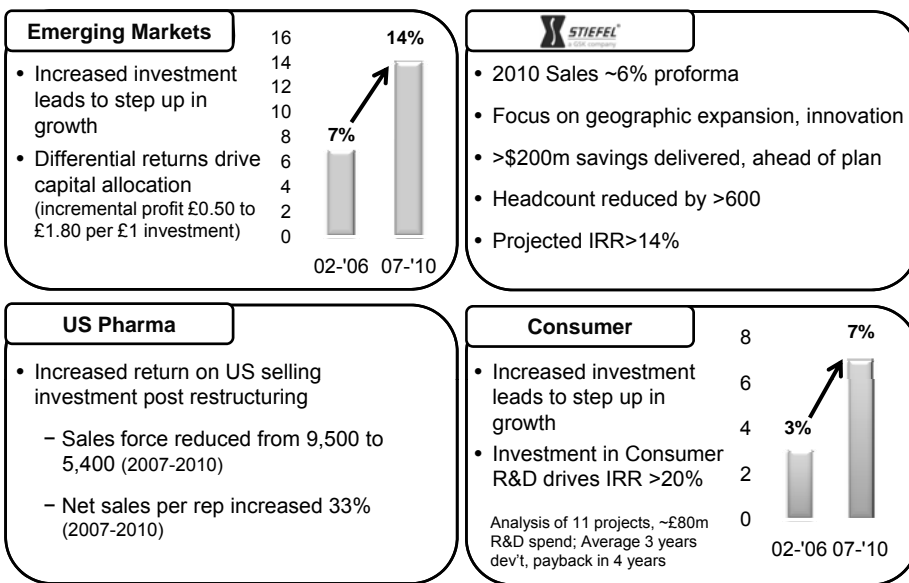 Emerging Markets
• Increased investment
leads to step up in
growth
• Differential returns drive
capital allocation
(incremental profit £0.50 to
£1.80 per £1 investment)
16
14
12
10
8
6
4
2
0
7%
14%
02-'06 07-'10
STIEFEL®
a GSK company
• 2010 Sales ~6% proforma
• Focus on geographic expansion, innovation
• >$200m savings delivered, ahead of plan
• Headcount reduced by >600
• Projected IRR>14%
US Pharma
• Increased return on US selling
investment post restructuring
− Sales force reduced from 9,500 to
5,400 (2007-2010)
− Net sales per rep increased 33%
(2007-2010)
Consumer
• Increased investment
leads to step up in
growth
• Investment in Consumer
R&D drives IRR >20%
Analysis of 11 projects, ~£80m
R&D spend; Average 3 years
dev't, payback in 4 years
8
6
4
2
0
3%
7%
02-'06 07-'10